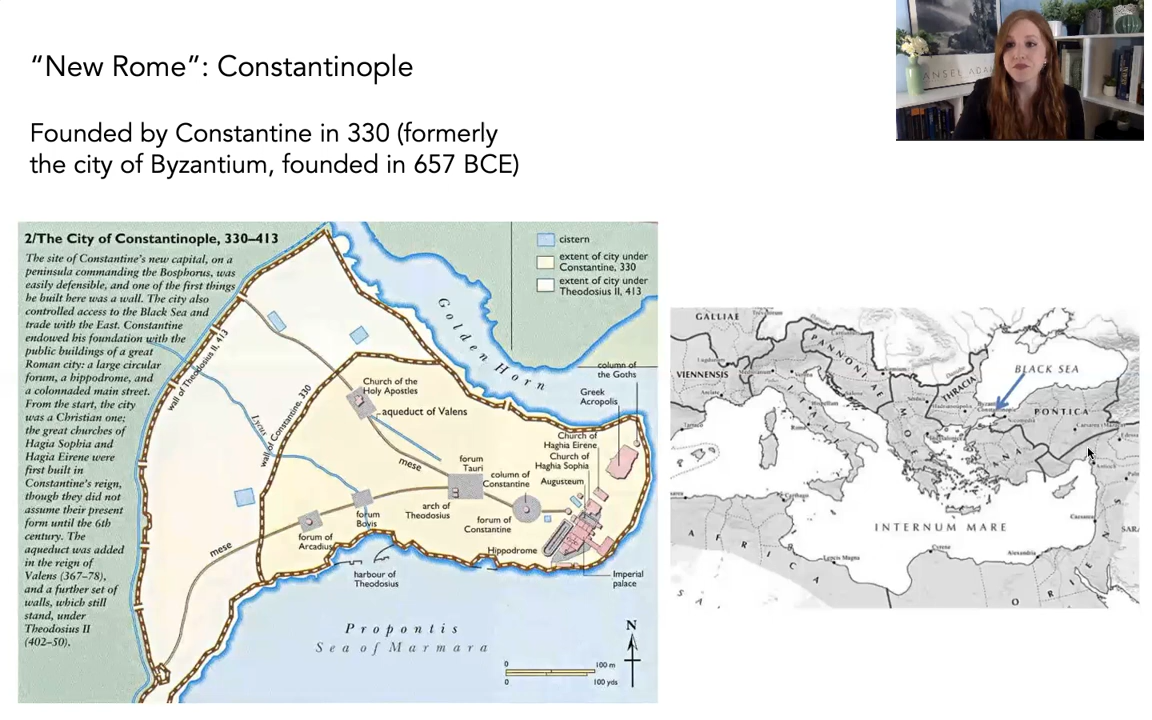 "New Rome": Constantinople
Founded by Constantine in 330 (formerly
the city of Byzantium, founded in 657 BCE)
ANSEL ADA
2/The City of Constantinople, 330–413
The site of Constantine's new capital, on a
peninsula commanding the Bosphorus, was
easily defensible, and one of the first things
he built here was a wall. The city also
controlled access to the Black Sea and
trade with the East. Constantine
endowed his foundation with the
public buildings of a great
Roman city: a large circular
forum, a hippodrome, and
a colonnaded main street.
From the start, the city
was a Christian one;
the great churches of
Hagia Sophia and
Hagia Eirene were
first built in
Constantine's reign,
though they did not
assume their present
form until the 6th
century. The
aqueduct was added
in the reign of
Valens (367–78),
and a further set of
walls, which still
stand, under
Theodosius II
(402–50).
cistern
extent of city under
Constantine, 330
extent of city under
Theodosius II, 413
Golden Horn
column of
the Goths
Greek
Acropolis
wall of Theodosius II, 413
Lycus
wall of Constantine, 330
Church of the
Holy Apostles
aqueduct of Valens
mese
forum
Tauri
Church of
Haghia Eirene
Church of
Haghia Sophia
column of
Constantine
Augusteum
arch of
Theodosius
forum of
Constantine
forum
Bovis
forum of
Arcadius
mese
Hippodrome
harbour of
Theodosius
Imperial
palace
Propontis
Sea of Marmara
N
0 100 m
0 100 yds
GALLIAE
VIENNENSIS
PANNONI
THRACIA
BLACK SEA
PONTICA
INTERNUM MARE
AFRICA
Carthago
Lepcis Magna
Cyrene
Alexandria
ORIE
SAR